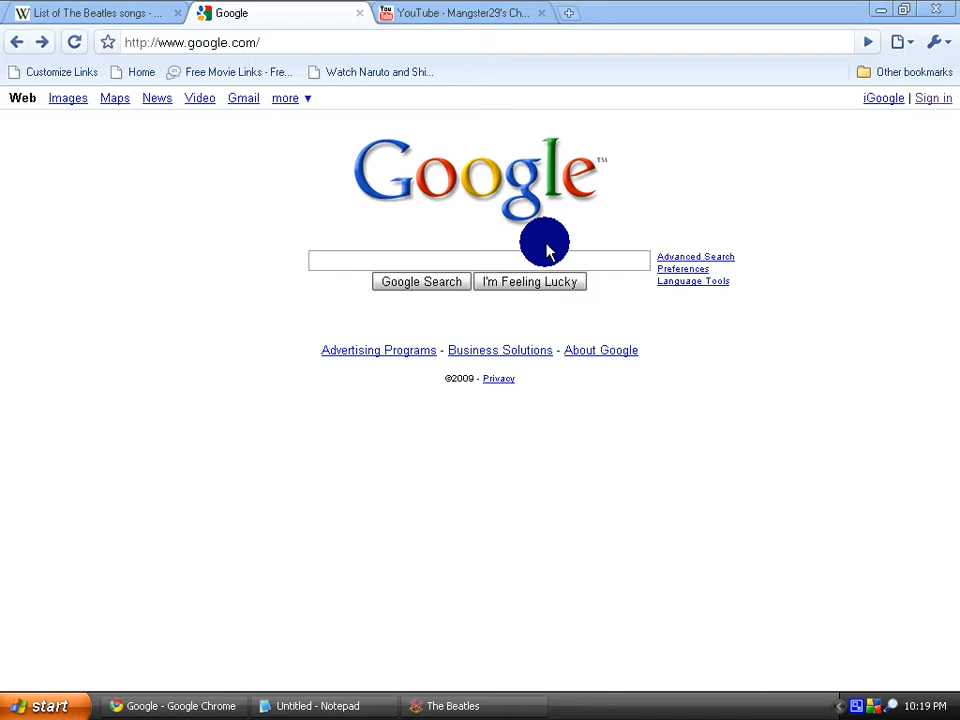 List of The Beatles songs - ...
Google
YouTube - Mangster29's Ch...
http://www.google.com/
Customize Links
Home
Free Movie Links - Fre...
Watch Naruto and Shi...
Other bookmarks
Web Images Maps News Video Gmail more ▼
iGoogle | Sign in
Google™
Advanced Search
Preferences
Language Tools
Google Search
I'm Feeling Lucky
Advertising Programs - Business Solutions - About Google
©2009 - Privacy
start
Google - Google Chrome
Untitled - Notepad
The Beatles
10:19 PM